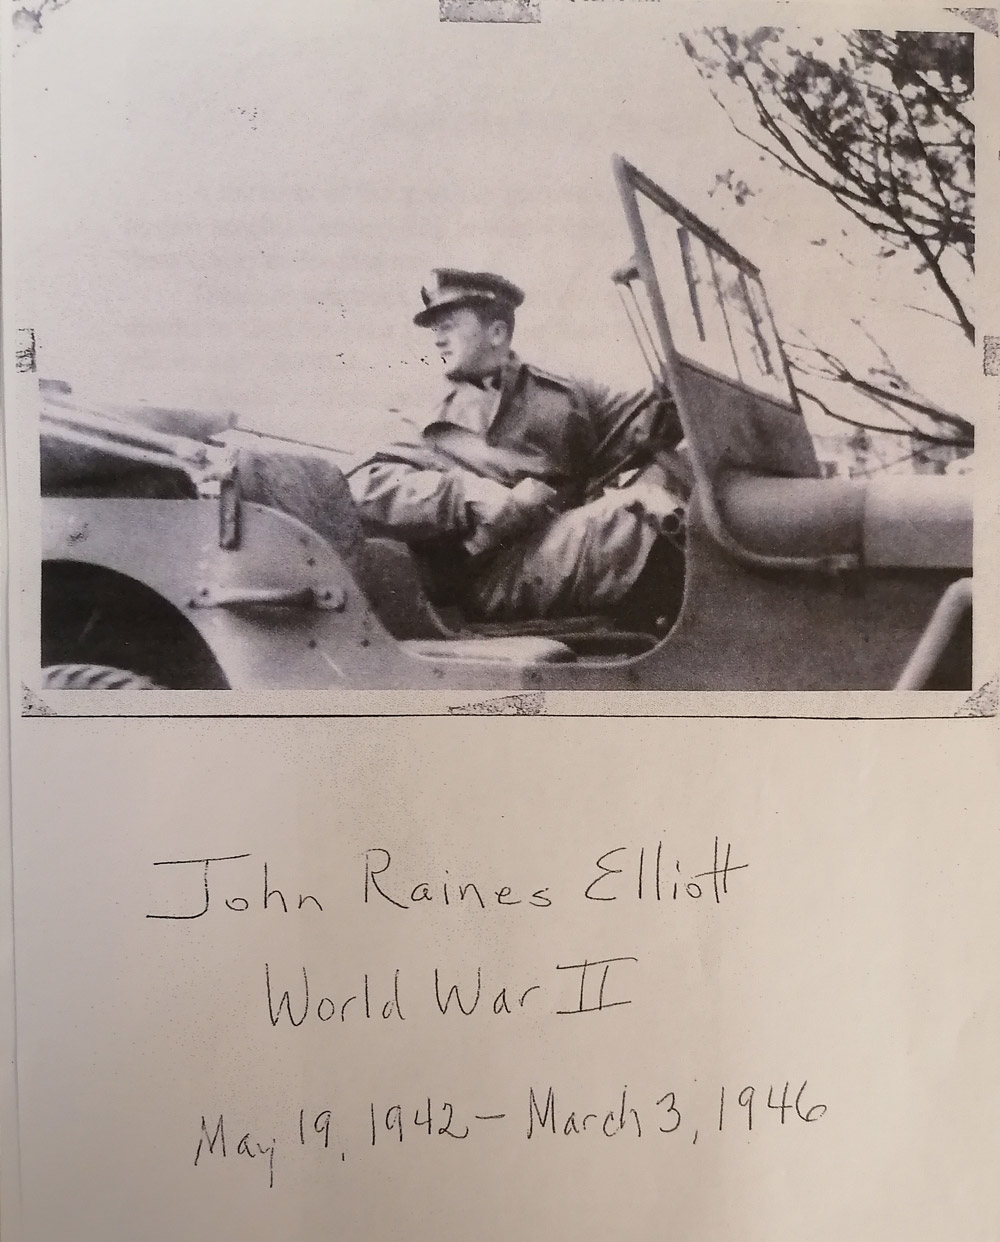 John Raines Elliott
World War II
May 19, 1942 – March 3, 1946